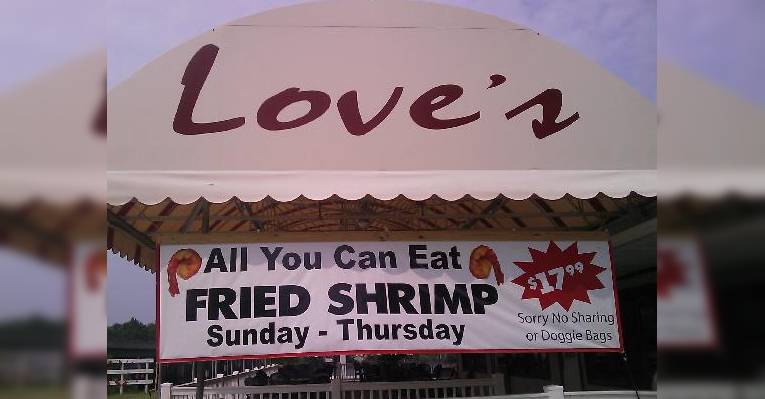 Love's
All You Can Eat
FRIED SHRIMP
Sunday - Thursday
$17.99
Sorry No Sharing
or Doggie Bags